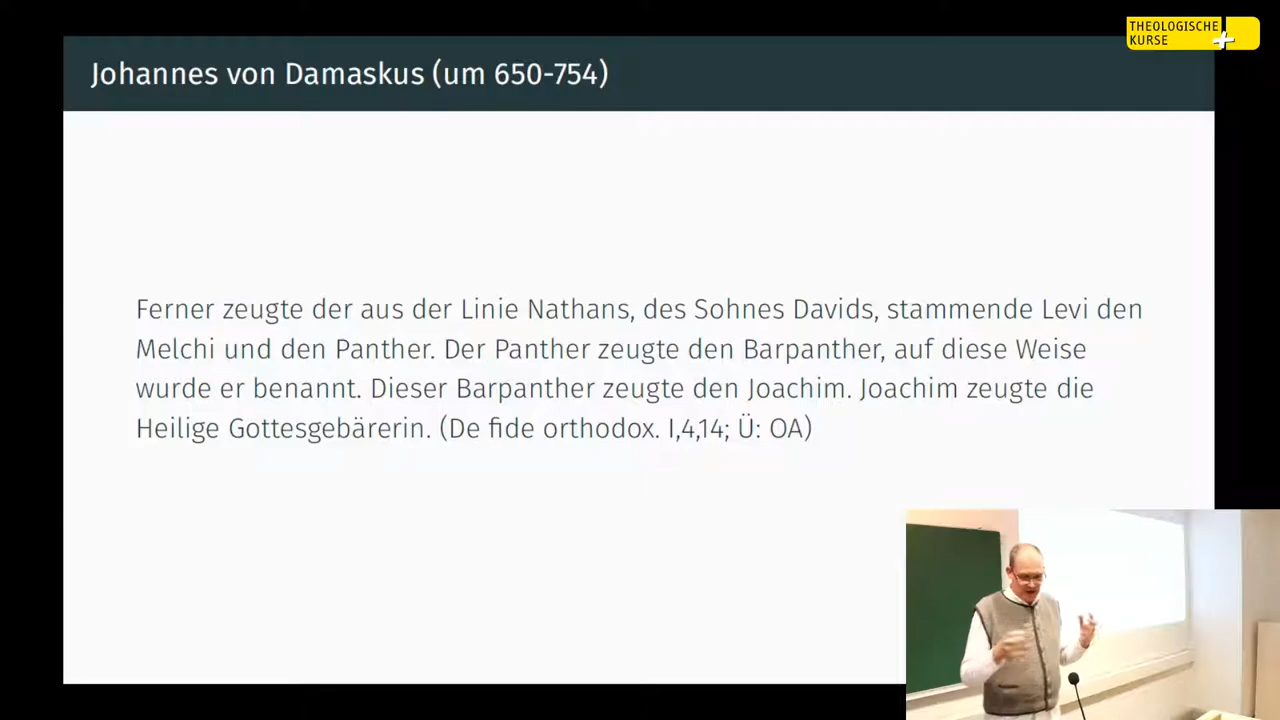 THEOLOGISCHE
KURSE
Johannes von Damaskus (um 650-754)
Ferner zeugte der aus der Linie Nathans, des Sohnes Davids, stammende Levi den
Melchi und den Panther. Der Panther zeugte den Barpanther, auf diese Weise
wurde er benannt. Dieser Barpanther zeugte den Joachim. Joachim zeugte die
Heilige Gottesgebärerin. (De fide orthodox. I,4,14; Ü: OA)